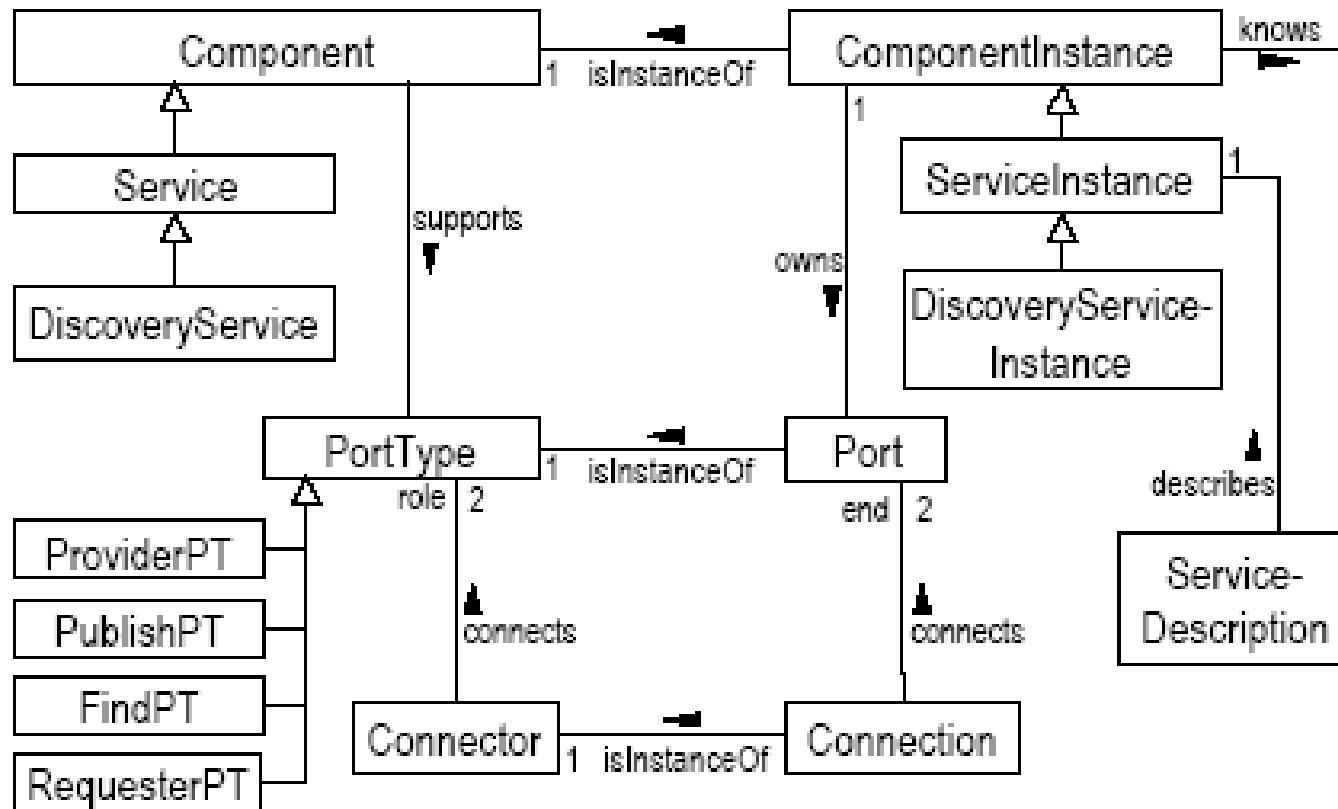 Component
1
isInstanceOf
ComponentInstance
knows
1
Service
ServiceInstance
1
supports
owns
DiscoveryService
DiscoveryService-
Instance
PortType
1
isInstanceOf
Port
role
2
end
2
describes
ProviderPT
PublishPT
FindPT
RequesterPT
connects
connects
Service-
Description
Connector
1
isInstanceOf
Connection